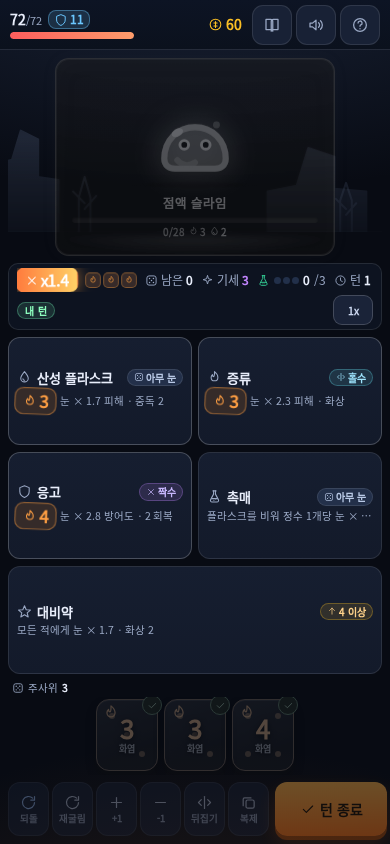 72/72 11 60
점액 슬라임
0/28 3 2
× x1.4 남은 0 기세 3 0 /3 턴 1
내 턴 1x
산성 플라스크 아무 눈
3 눈 × 1.7 피해 · 중독 2
증류 홀수
3 눈 × 2.3 피해 · 화상
응고 짝수
4 눈 × 2.8 방어도 · 2 회복
촉매 아무 눈
플라스크를 비워 정수 1개당 눈 × ···
대비약 4 이상
모든 적에게 눈 × 1.7 · 화상 2
주사위 3
3 3 4
화염 화염 화염
되돌 재굴림 +1 -1 뒤집기 복제 턴 종료